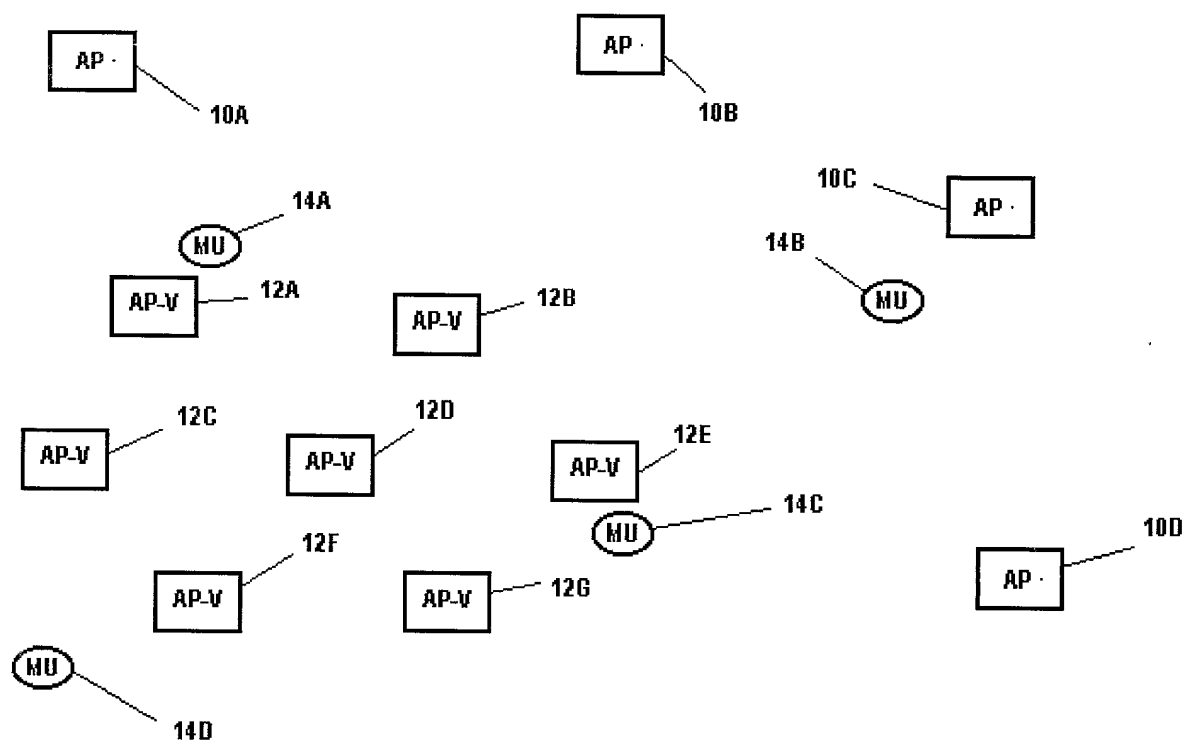 AP
AP
10A
10B
10C
AP
14A
14B
MU
MU
AP-V
12A
12B
AP-V
12C
12D
12E
AP-V
AP-V
AP-V
14C
MU
10D
12F
AP
12G
AP-V
AP-V
MU
14D